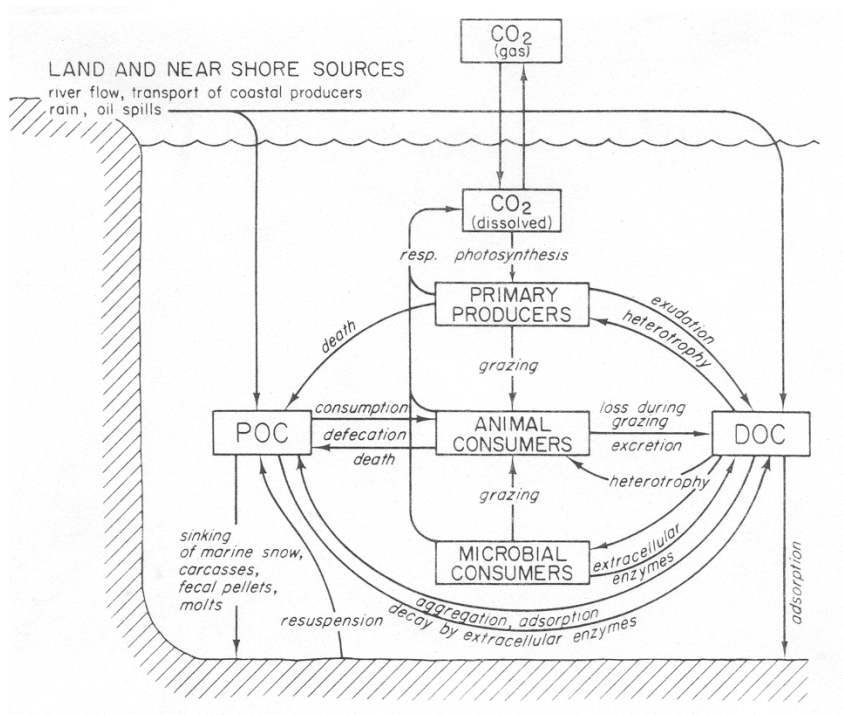 CO2
(gas)
LAND AND NEAR SHORE SOURCES
river flow, transport of coastal producers
rain, oil spills
CO2
(dissolved)
resp. photosynthesis
PRIMARY
PRODUCERS
exudation
heterotrophy
death
grazing
POC
consumption
defecation
death
ANIMAL
CONSUMERS
loss during
grazing
excretion
DOC
heterotrophy
grazing
MICROBIAL
CONSUMERS
extracellular
enzymes
sinking
of marine snow,
carcasses,
fecal pellets,
molts
resuspension
aggregation, adsorption
decay by extracellular enzymes
adsorption